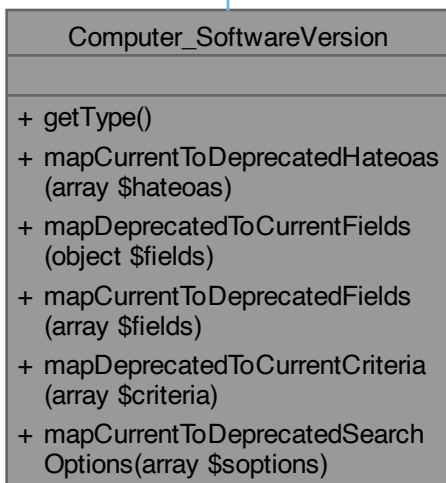 Computer_SoftwareVersion
+ getType()
+ mapCurrentToDeprecatedHateoas
(array $hateoas)
+ mapDeprecatedToCurrentFields
(object $fields)
+ mapCurrentToDeprecatedFields
(array $fields)
+ mapDeprecatedToCurrentCriteria
(array $criteria)
+ mapCurrentToDeprecatedSearch
Options(array $soptions)